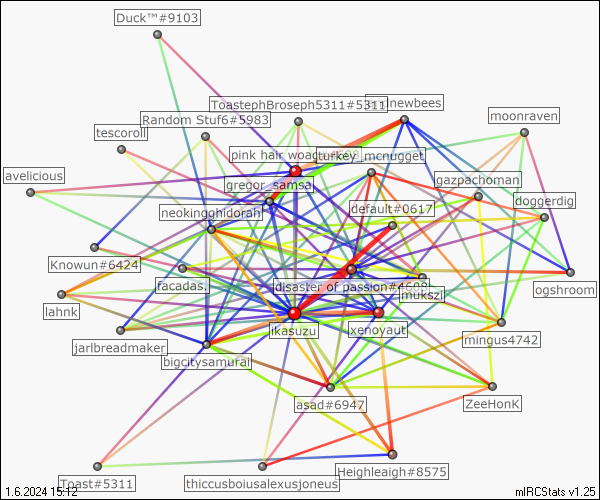 Duck™#9103
ToastephBroseph5311#5311
newbees
Random Stuf6#5983
moonraven
tescoroll
pink hair woag
turkey_mcnugget
avelicious
gregor_samsa
gazpachoman
doggerdig
neokingghidorah
default#0617
Knowun#6424
facadas.
disaster of passion#4608
mukszi
ogshroom
lahnk
ikasuzu
xenoyaut
mingus4742
jarlbreadmaker
bigcitysamurai
asad#6947
ZeeHonK
Heighleaigh#8575
Toast#5311
thiccusboiusalexusjoneus
1.6.2024 15:12
mIRCStats v1.25